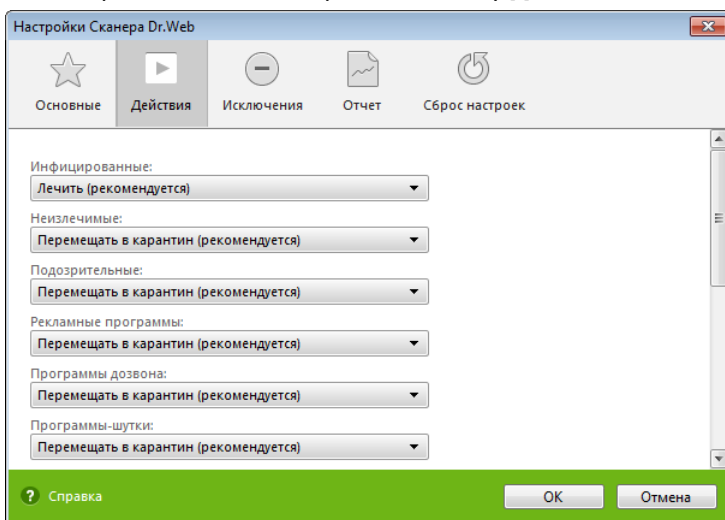 Настройки Сканера Dr.Web
Основные
Действия
Исключения
Отчет
Сброс настроек
Инфицированные:
Лечить (рекомендуется)
Неизлечимые:
Перемещать в карантин (рекомендуется)
Подозрительные:
Перемещать в карантин (рекомендуется)
Рекламные программы:
Перемещать в карантин (рекомендуется)
Программы дозвона:
Перемещать в карантин (рекомендуется)
Программы-шутки:
Перемещать в карантин (рекомендуется)
? Справка
OK
Отмена